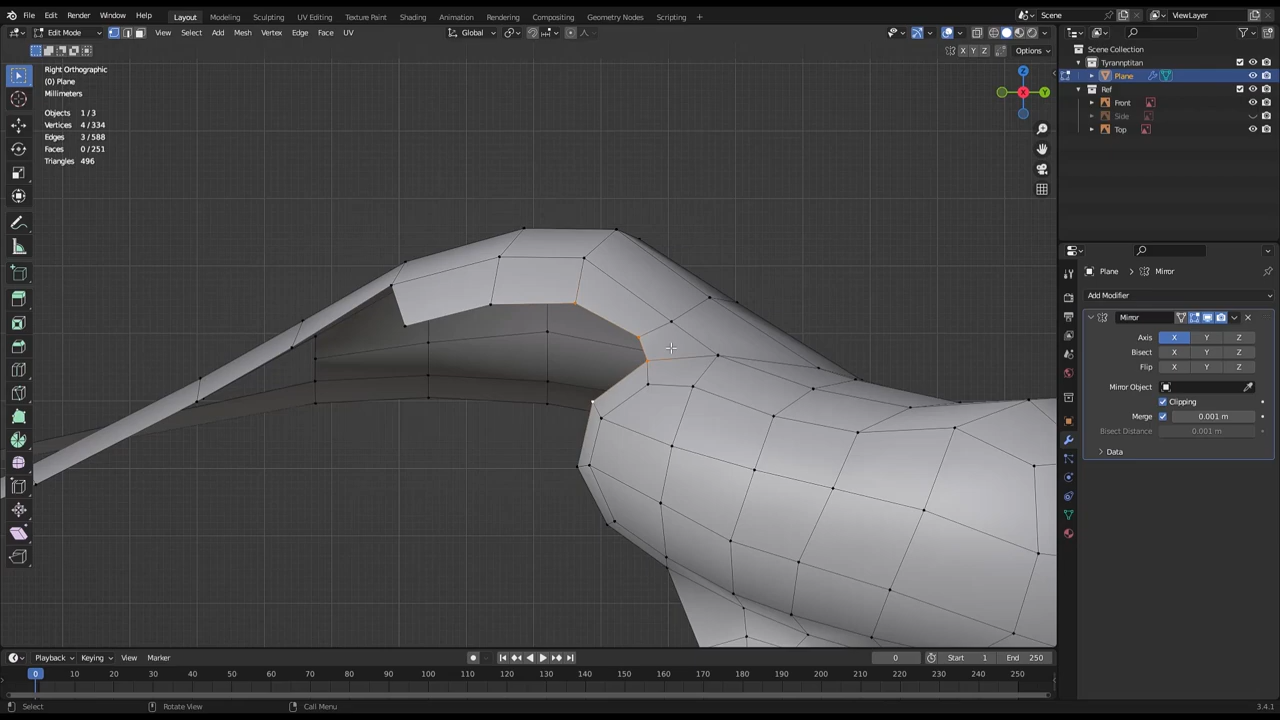 File Edit Render Window Help Layout Modeling Sculpting UV Editing Texture Paint Shading Animation Rendering Compositing Geometry Nodes Scripting + Scene ViewLayer
Edit Mode View Select Add Mesh Vertex Edge Face UV Global
X Y Z Options
Right Orthographic
(0) Plane
Millimeters
Objects 1 / 3
Vertices 4 / 334
Edges 3 / 588
Faces 0 / 251
Triangles 496
Z
X
Y
Scene Collection
Tyrannptitan
Plane
Ref
Front
Side
Top
Plane Mirror
Add Modifier
Mirror
Axis X Y Z
Bisect X Y Z
Flip X Y Z
Mirror Object
Clipping
Merge 0.001 m
Bisect Distance 0.001 m
Data
Playback Keying View Marker 0 Start 1 End 250
0 10 20 30 40 50 60 70 80 90 100 110 120 130 140 150 160 170 180 190 200 210 220 230 240 250
Select Rotate View Call Menu 3.4.1